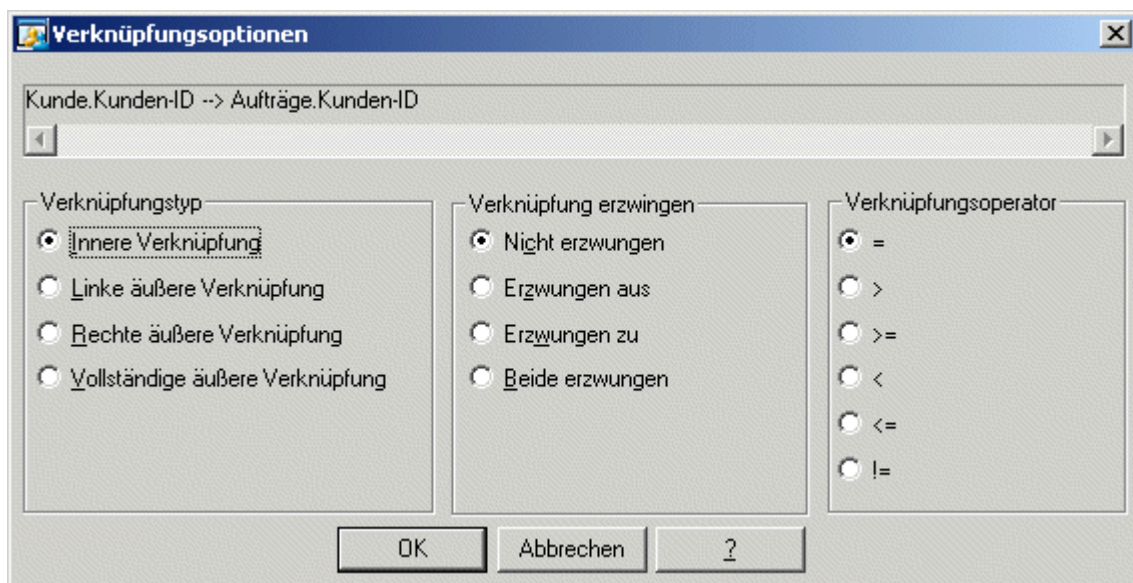 Verknüpfungsoptionen
Kunde.Kunden-ID --> Aufträge.Kunden-ID
Verknüpfungstyp
Innere Verknüpfung
Linke äußere Verknüpfung
Rechte äußere Verknüpfung
Vollständige äußere Verknüpfung
Verknüpfung erzwingen
Nicht erzwungen
Erzwungen aus
Erzwungen zu
Beide erzwungen
Verknüpfungsoperator
=
>
>=
<
<=
!=
OK
Abbrechen
?